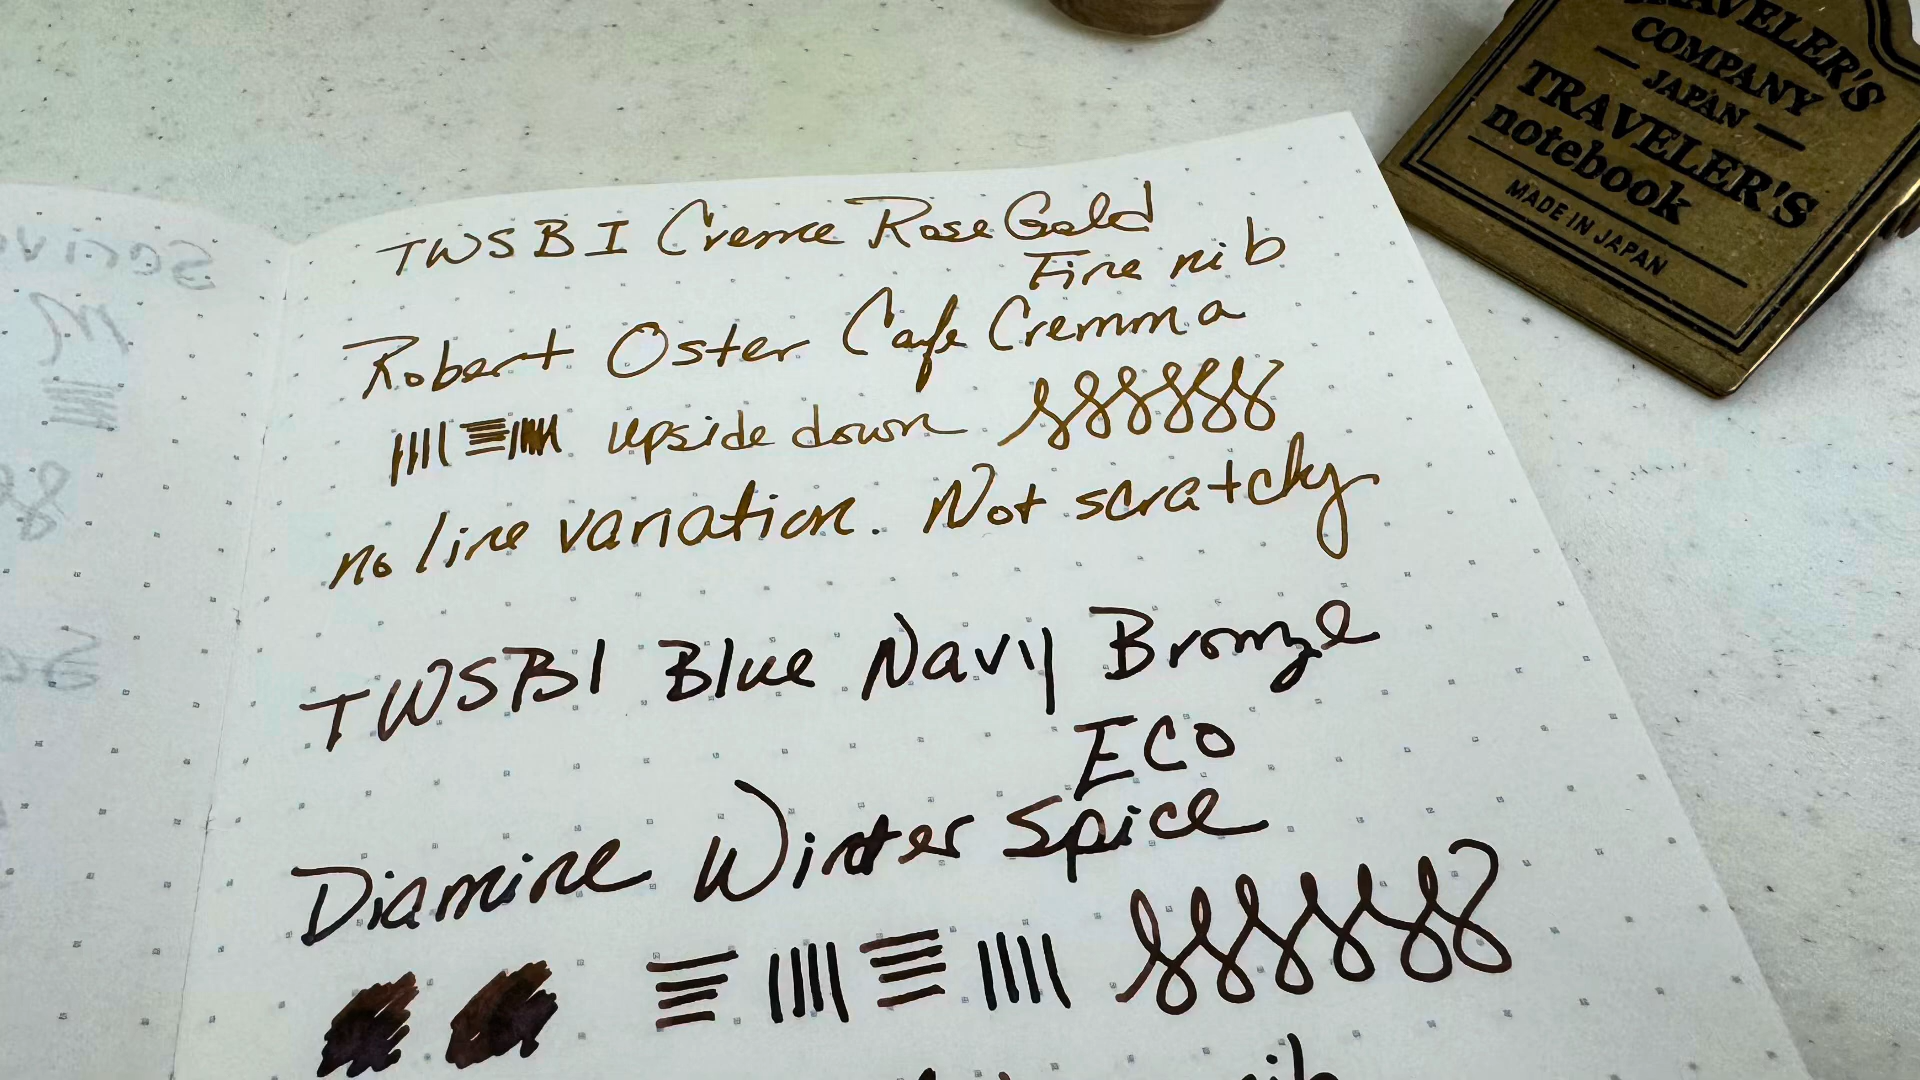 TWSBI Creme Rose Gold
Fine nib
Robert Oster Cafe Cremma
upside down
no line variation. Not scratchy
TWSBI Blue Navy Bronze
ECO
Diamine Winter Spice
nib
TRAVELER'S
COMPANY
JAPAN
TRAVELER'S
notebook
MADE IN JAPAN